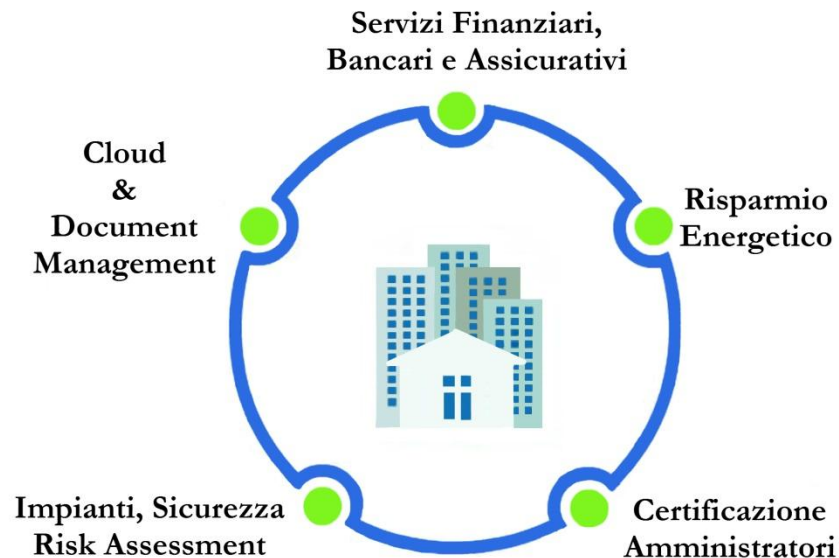 Servizi Finanziari,
Bancari e Assicurativi
Cloud
&
Document
Management
Risparmio
Energetico
Impianti, Sicurezza
Risk Assessment
Certificazione
Amministratori